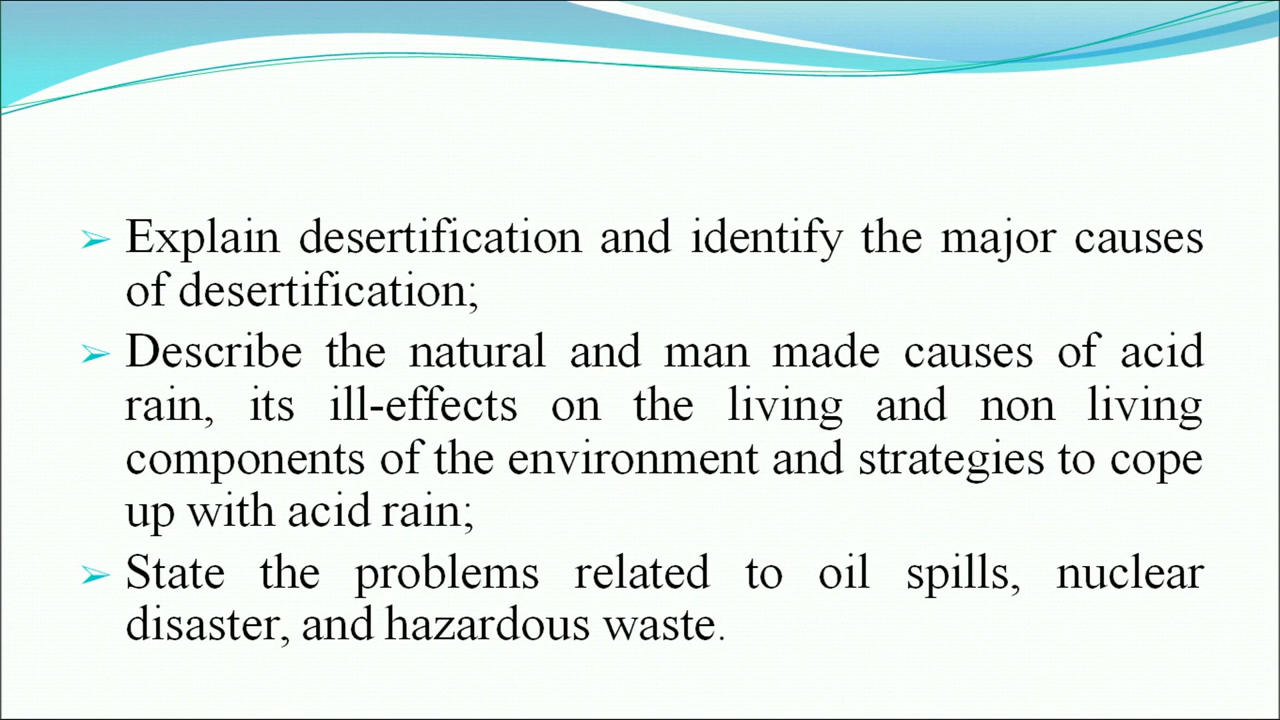 ➢ Explain desertification and identify the major causes
of desertification;
➢ Describe the natural and man made causes of acid
rain, its ill-effects on the living and non living
components of the environment and strategies to cope
up with acid rain;
➢ State the problems related to oil spills, nuclear
disaster, and hazardous waste.